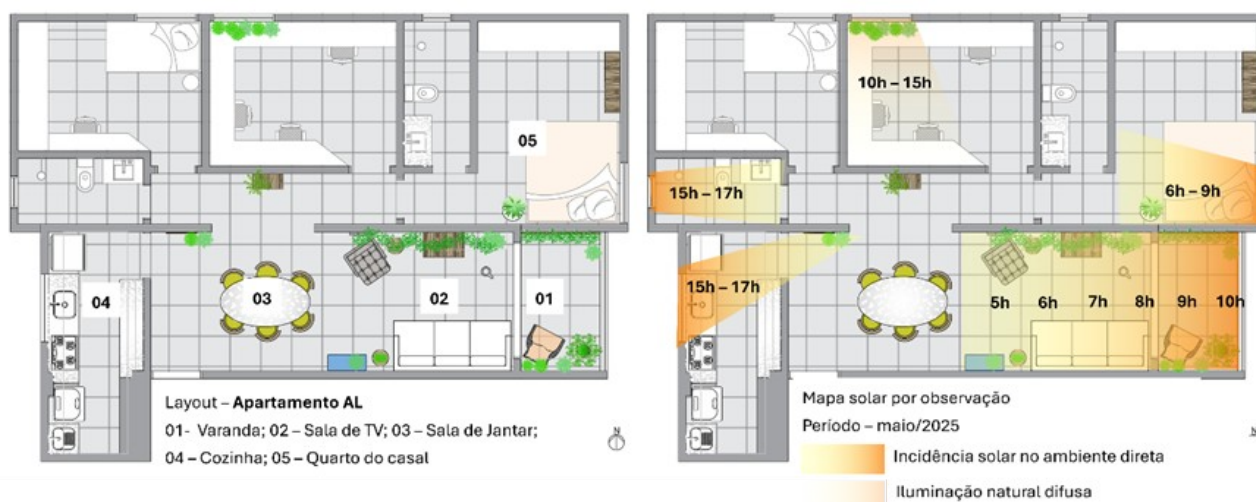 05
04
03
02
01
Layout – Apartamento AL
01- Varanda; 02 – Sala de TV; 03 – Sala de Jantar;
04 – Cozinha; 05 – Quarto do casal
N
10h – 15h
15h – 17h
6h – 9h
15h – 17h
5h 6h 7h 8h 9h 10h
Mapa solar por observação
Período – maio/2025
N
Incidência solar no ambiente direta
Iluminação natural difusa